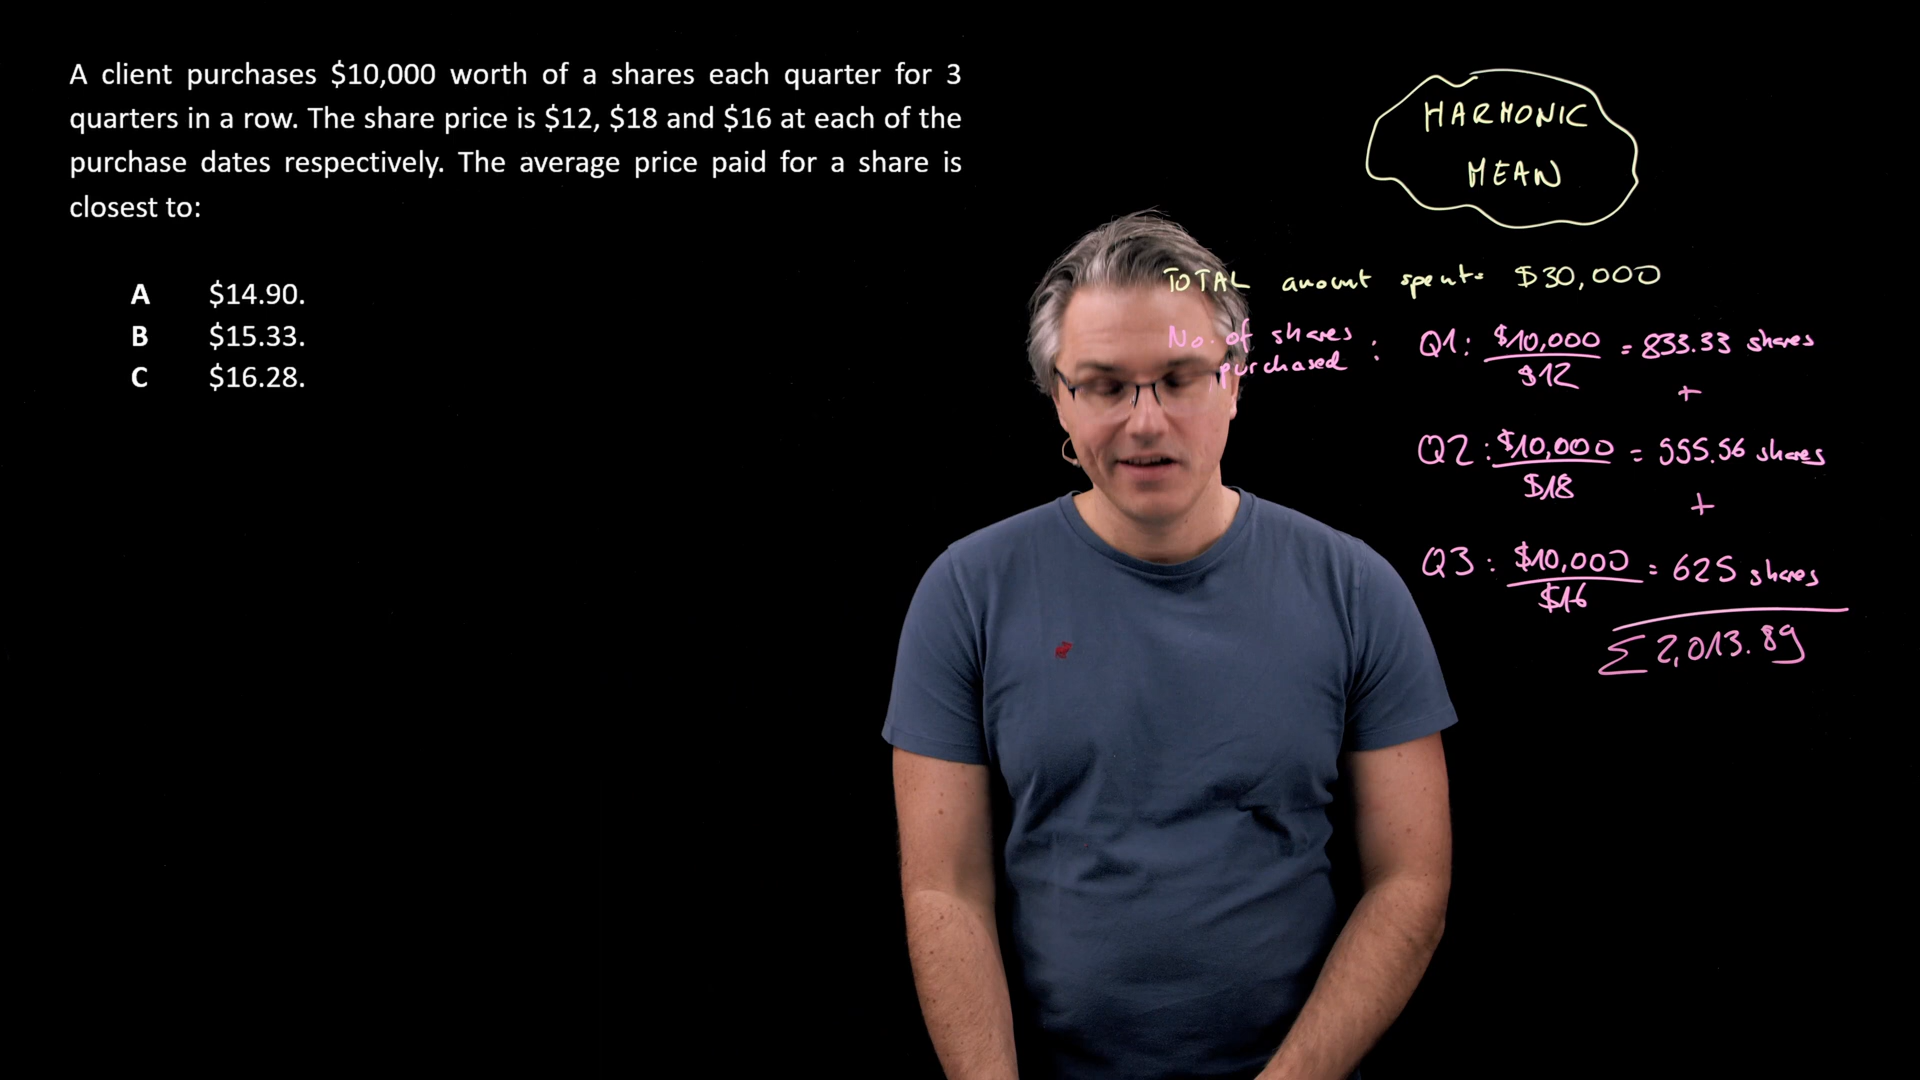 A client purchases $10,000 worth of a shares each quarter for 3
quarters in a row. The share price is $12, $18 and $16 at each of the
purchase dates respectively. The average price paid for a share is
closest to:
A $14.90.
B $15.33.
C $16.28.
HARMONIC
MEAN
TOTAL amount spent = $30,000
No. of shares
purchased :
Q1: $10,000
$12
= 833.33 shares
+
Q2: $10,000
$18
= 555.56 shares
+
Q3: $10,000
$16
= 625 shares
Σ 2,013.89